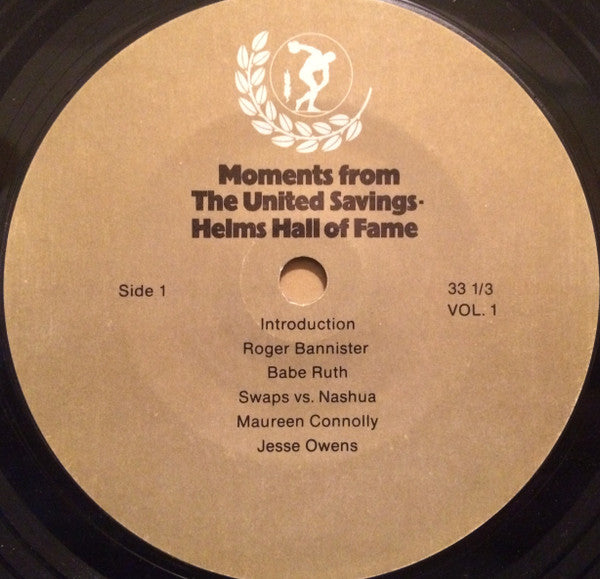 Moments from
The United Savings-
Helms Hall of Fame
Side 1
33 1/3
VOL. 1
Introduction
Roger Bannister
Babe Ruth
Swaps vs. Nashua
Maureen Connolly
Jesse Owens